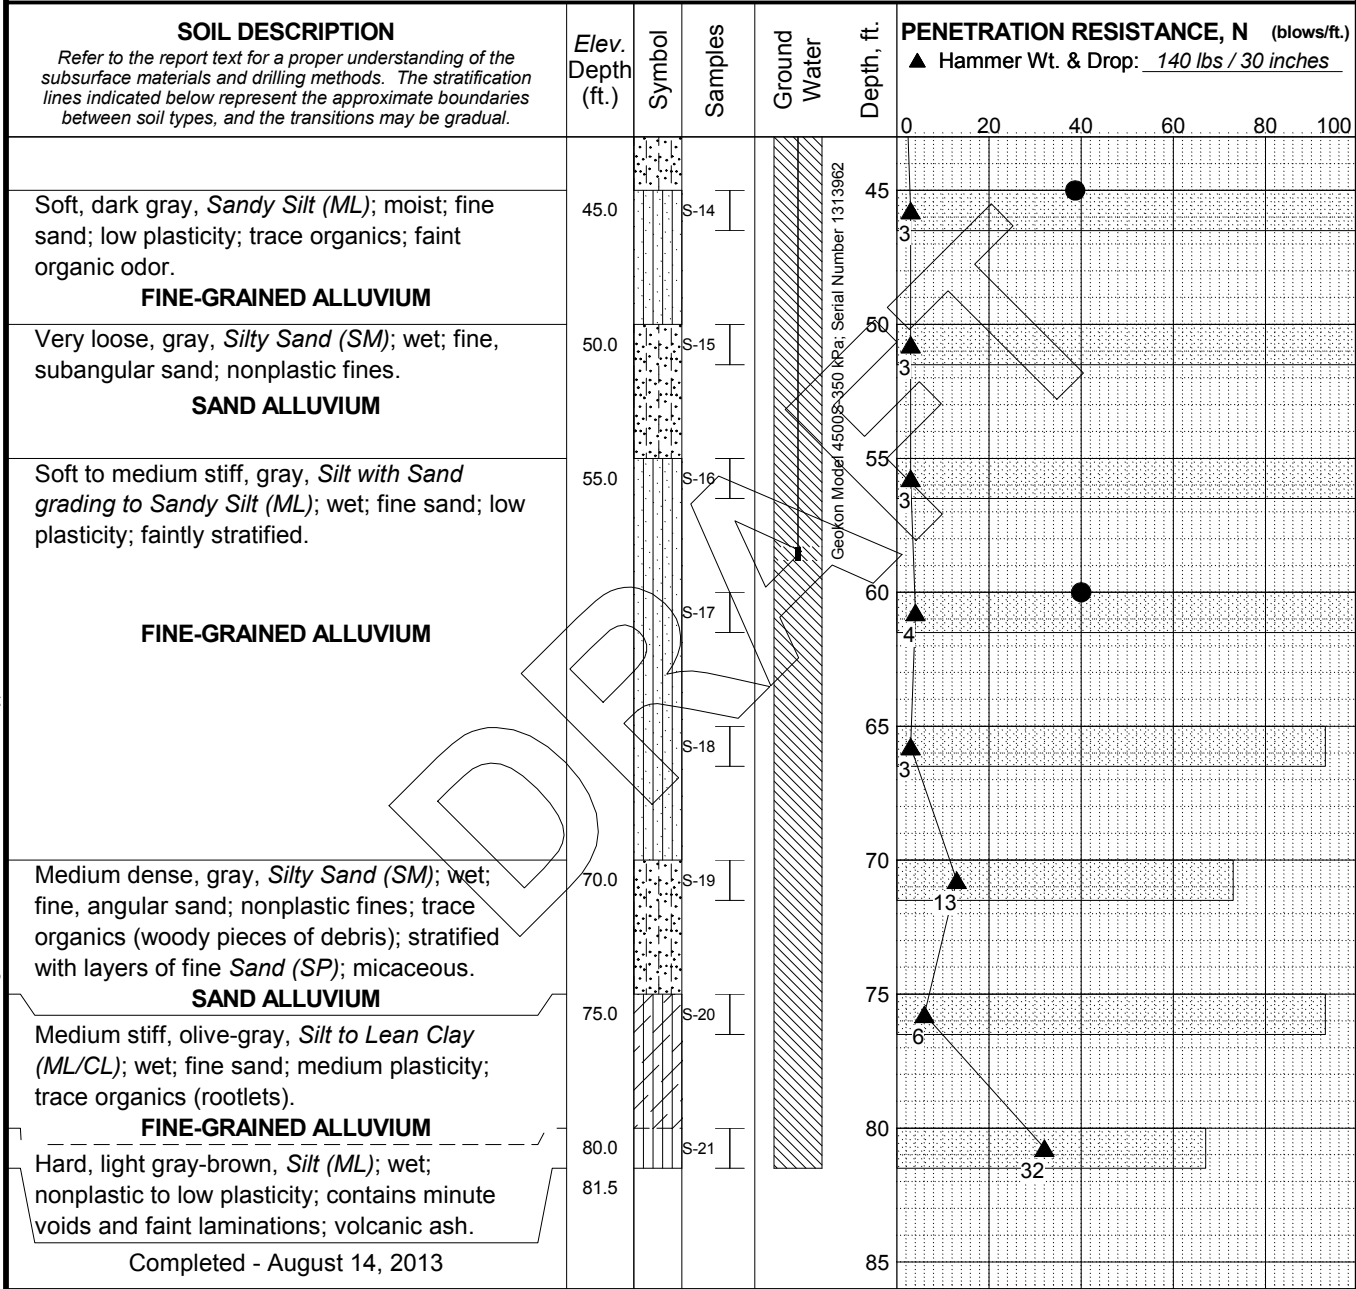 SOIL DESCRIPTION
Refer to the report text for a proper understanding of the
subsurface materials and drilling methods. The stratification
lines indicated below represent the approximate boundaries
between soil types, and the transitions may be gradual.
Elev.
Depth
(ft.)
Symbol
Samples
Ground
Water
Depth, ft.
PENETRATION RESISTANCE, N (blows/ft.)
▲ Hammer Wt. & Drop: 140 lbs / 30 inches
0 20 40 60 80 100
Soft, dark gray, Sandy Silt (ML); moist; fine
sand; low plasticity; trace organics; faint
organic odor.
FINE-GRAINED ALLUVIUM
45.0
S-14
45
3
Very loose, gray, Silty Sand (SM); wet; fine,
subangular sand; nonplastic fines.
SAND ALLUVIUM
50.0
S-15
50
3
Soft to medium stiff, gray, Silt with Sand
grading to Sandy Silt (ML); wet; fine sand; low
plasticity; faintly stratified.
FINE-GRAINED ALLUVIUM
55.0
S-16
55
3
S-17
60
4
S-18
65
3
Geokon Model 4500S-350 kPa; Serial Number 1313962
DRAFT
Medium dense, gray, Silty Sand (SM); wet;
fine, angular sand; nonplastic fines; trace
organics (woody pieces of debris); stratified
with layers of fine Sand (SP); micaceous.
SAND ALLUVIUM
70.0
S-19
70
13
Medium stiff, olive-gray, Silt to Lean Clay
(ML/CL); wet; fine sand; medium plasticity;
trace organics (rootlets).
FINE-GRAINED ALLUVIUM
75.0
S-20
75
6
Hard, light gray-brown, Silt (ML); wet;
nonplastic to low plasticity; contains minute
voids and faint laminations; volcanic ash.
80.0
S-21
80
32
81.5
Completed - August 14, 2013
85